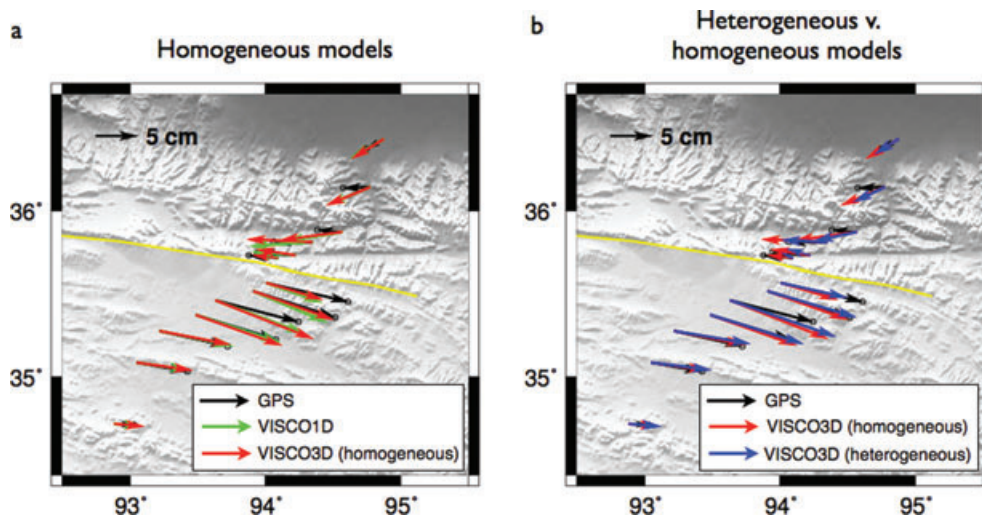 a
Homogeneous models
5 cm
36°
35°
GPS
VISCO1D
VISCO3D (homogeneous)
93°
94°
95°
b
Heterogeneous v.
homogeneous models
5 cm
36°
35°
GPS
VISCO3D (homogeneous)
VISCO3D (heterogeneous)
93°
94°
95°